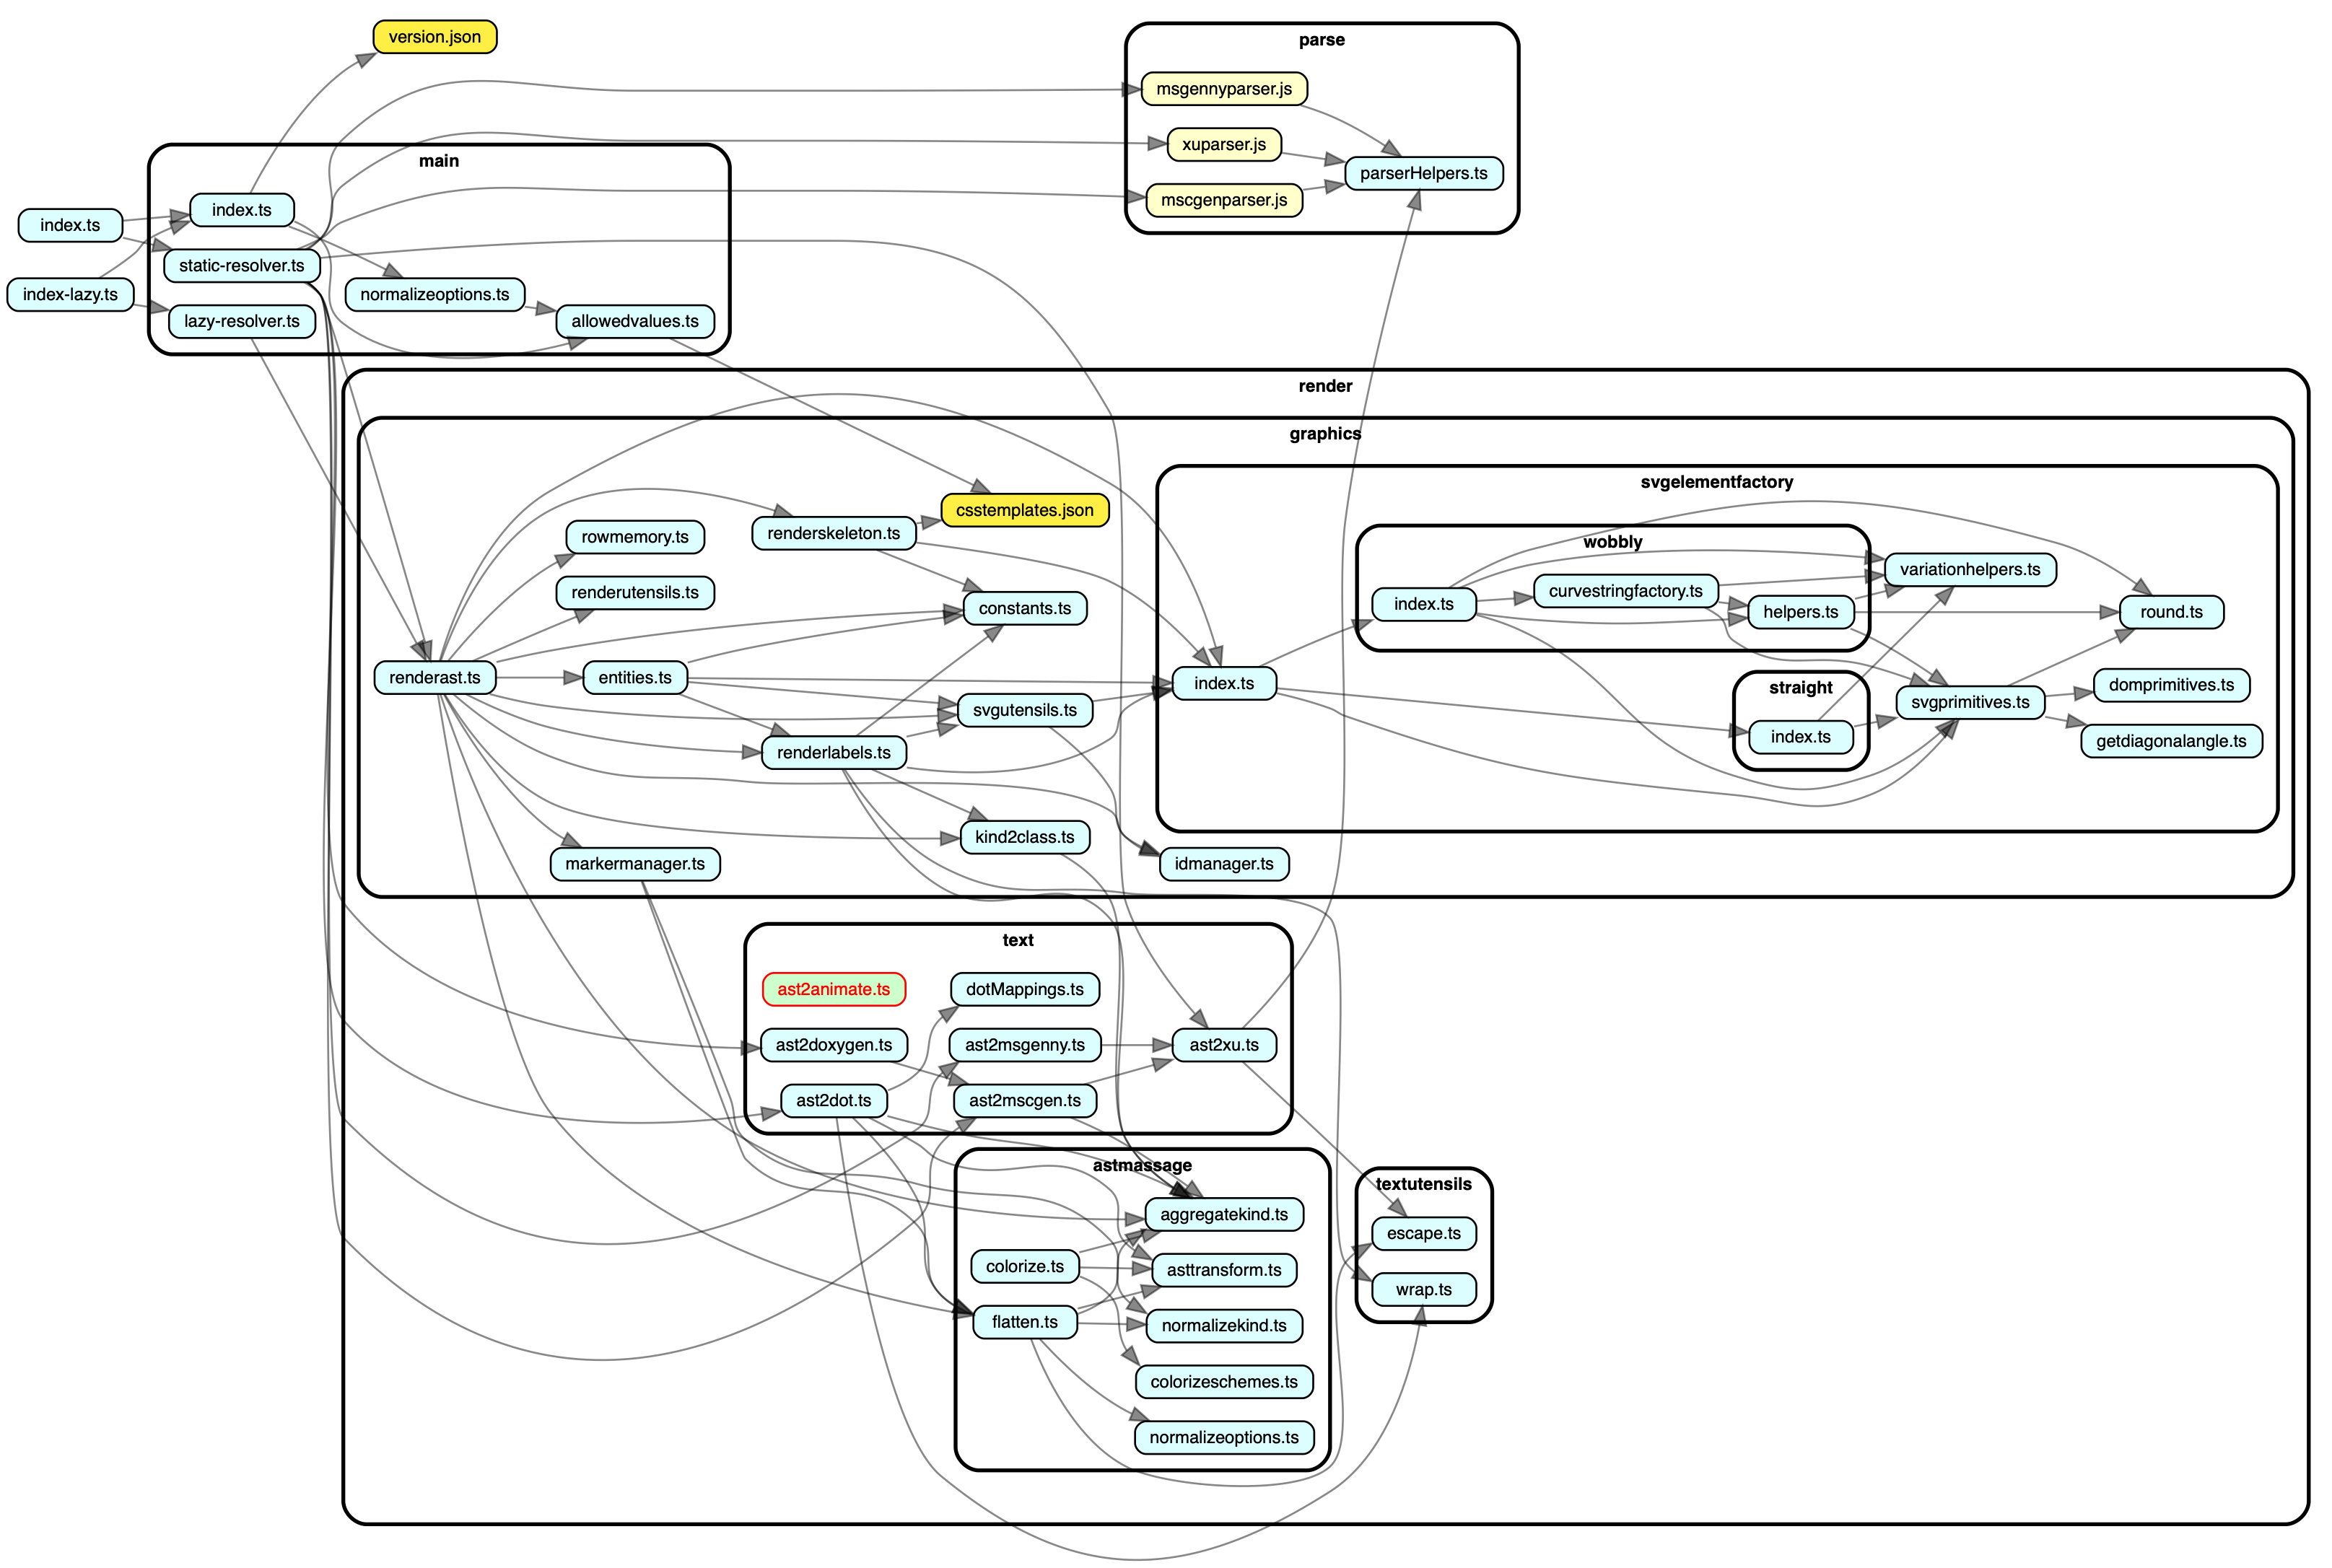 version.json
parse
msgennyparser.js
xuparser.js
parserHelpers.ts
mscgenparser.js
main
index.ts
index.ts
static-resolver.ts
index-lazy.ts
normalizeoptions.ts
lazy-resolver.ts
allowedvalues.ts
render
graphics
svgelementfactory
csstemplates.json
renderskeleton.ts
rowmemory.ts
renderutensils.ts
constants.ts
renderast.ts
entities.ts
svgutensils.ts
renderlabels.ts
kind2class.ts
markermanager.ts
idmanager.ts
index.ts
wobbly
index.ts
curvestringfactory.ts
helpers.ts
variationhelpers.ts
round.ts
straight
index.ts
svgprimitives.ts
domprimitives.ts
getdiagonalangle.ts
text
ast2animate.ts
dotMappings.ts
ast2doxygen.ts
ast2msgenny.ts
ast2xu.ts
ast2dot.ts
ast2mscgen.ts
astmassage
aggregatekind.ts
colorize.ts
asttransform.ts
flatten.ts
normalizekind.ts
colorizeschemes.ts
normalizeoptions.ts
textutensils
escape.ts
wrap.ts